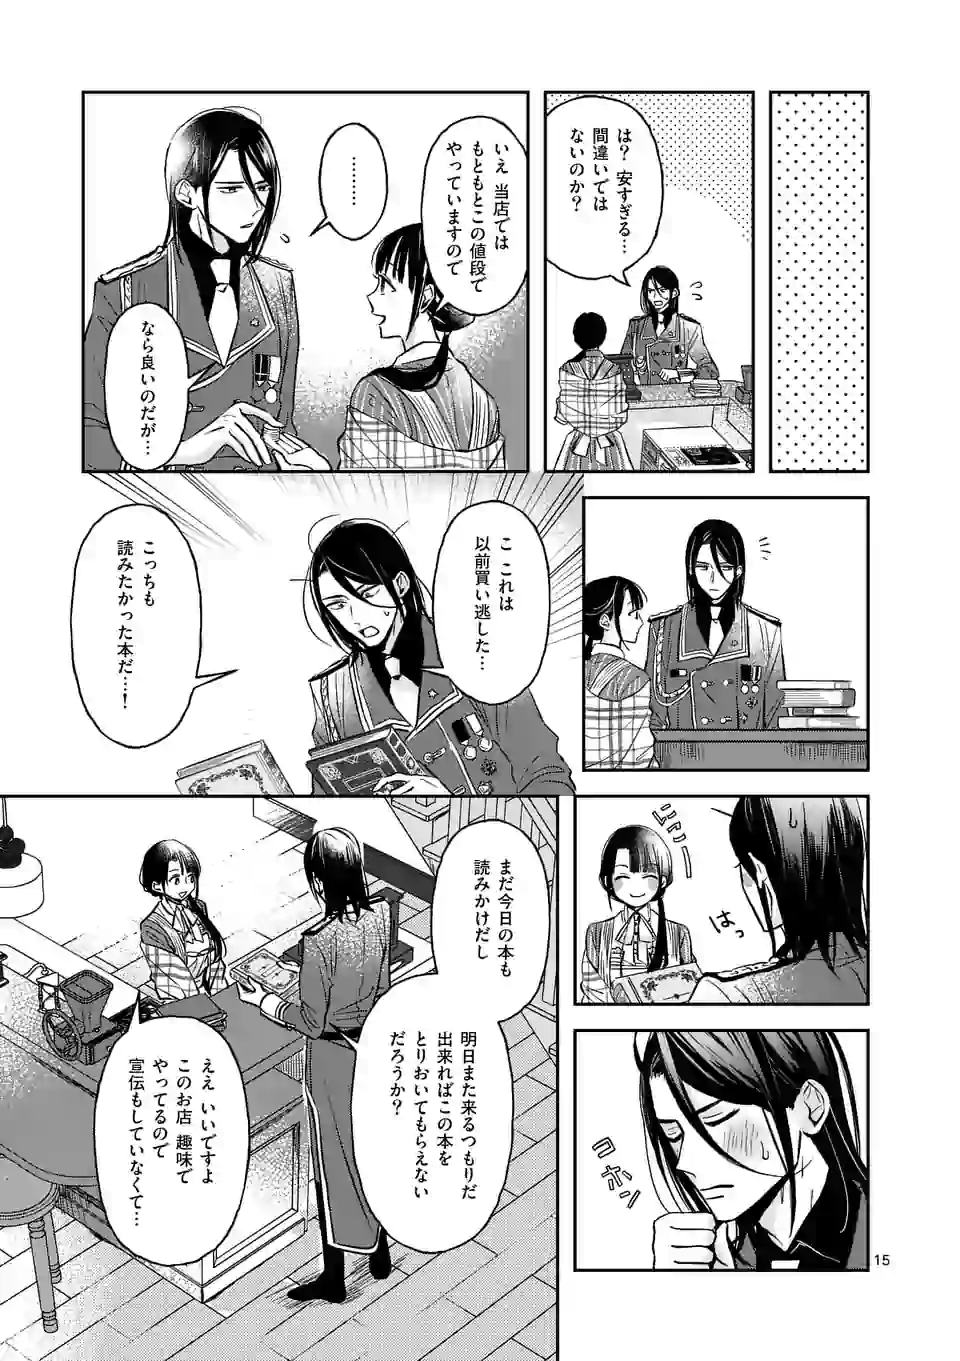 は？ 安すぎる…
間違いでは
ないのか？
いえ 当店では
もともとこの値段で
やっていますので
………
なら良いのだが…
こ これは
以前買い逃した…
こっちも
読みたかった本だ…！
ニコニコー
はっ
コホン
まだ今日の本も
読みかけだし
明日また来るつもりだ
出来ればこの本を
とりおいてもらえない
だろうか？
ええ いいですよ
このお店 趣味で
やってるので
宣伝もしていなくて…
15